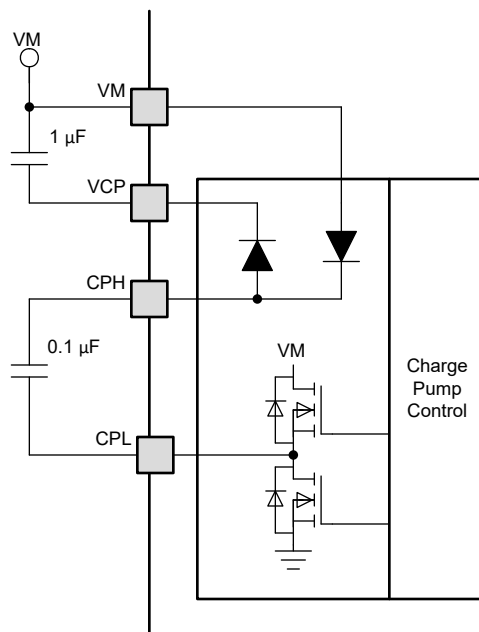 VM
VM
1 µF
VCP
CPH
0.1 µF
VM
Charge
Pump
Control
CPL